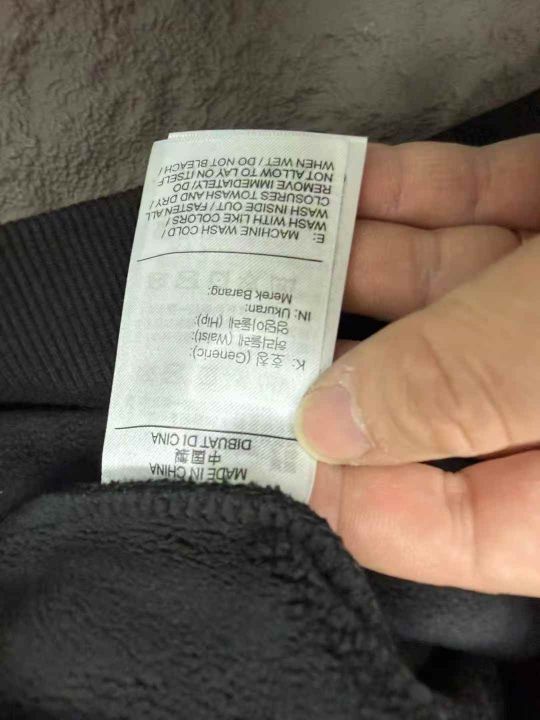 MADE IN CHINA
中国製
DIBUAT DI CINA
K: 호칭 (Generic):
허리둘레 (Waist):
엉덩이둘레 (Hip):
IN: Ukuran:
Merek Barang:
E: MACHINE WASH COLD /
WASH WITH LIKE COLORS /
WASH INSIDE OUT / FASTEN ALL
CLOSURES TO WASH AND DRY /
REMOVE IMMEDIATELY / DO
NOT ALLOW TO LAY ON ITSELF
WHEN WET / DO NOT BLEACH /